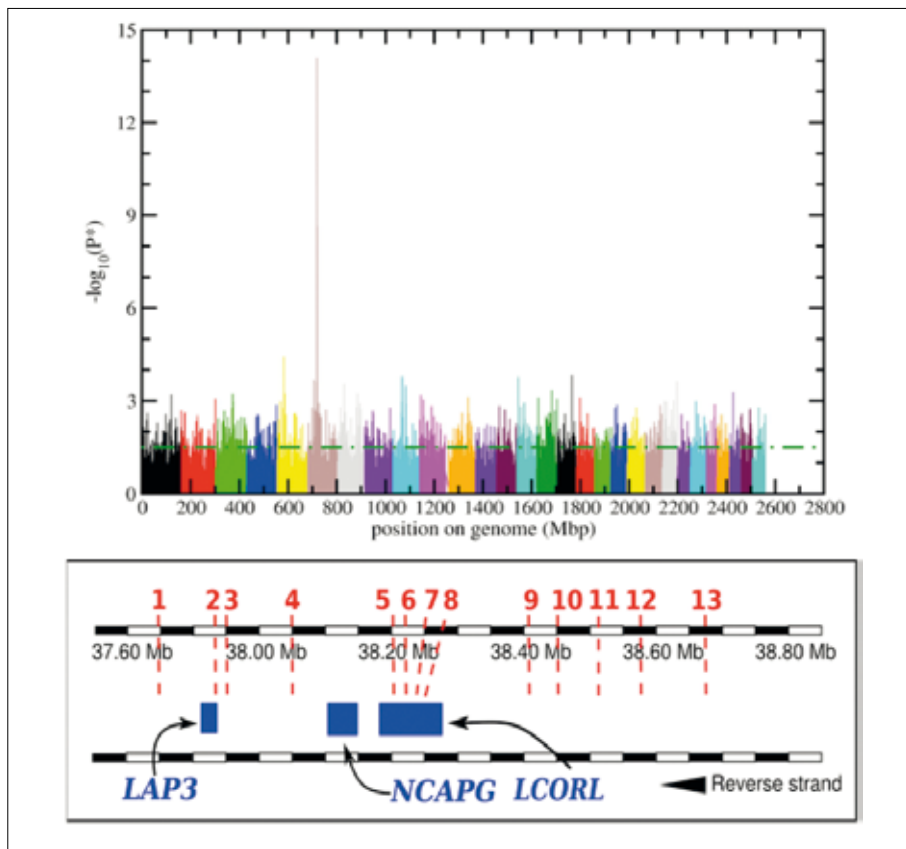 15
12
9
6
3
0
-log10(P*)
0 200 400 600 800 1000 1200 1400 1600 1800 2000 2200 2400 2600 2800
position on genome (Mbp)
1 2 3 4 5 6 7 8 9 10 11 12 13
37.60 Mb 38.00 Mb 38.20 Mb 38.40 Mb 38.60 Mb 38.80 Mb
LAP3 NCAPG LCORL Reverse strand